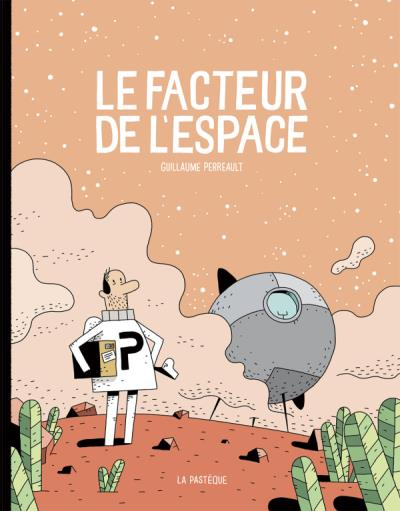 LE FACTEUR
DE L'ESPACE
GUILLAUME PERREAULT
P
LA PASTÈQUE